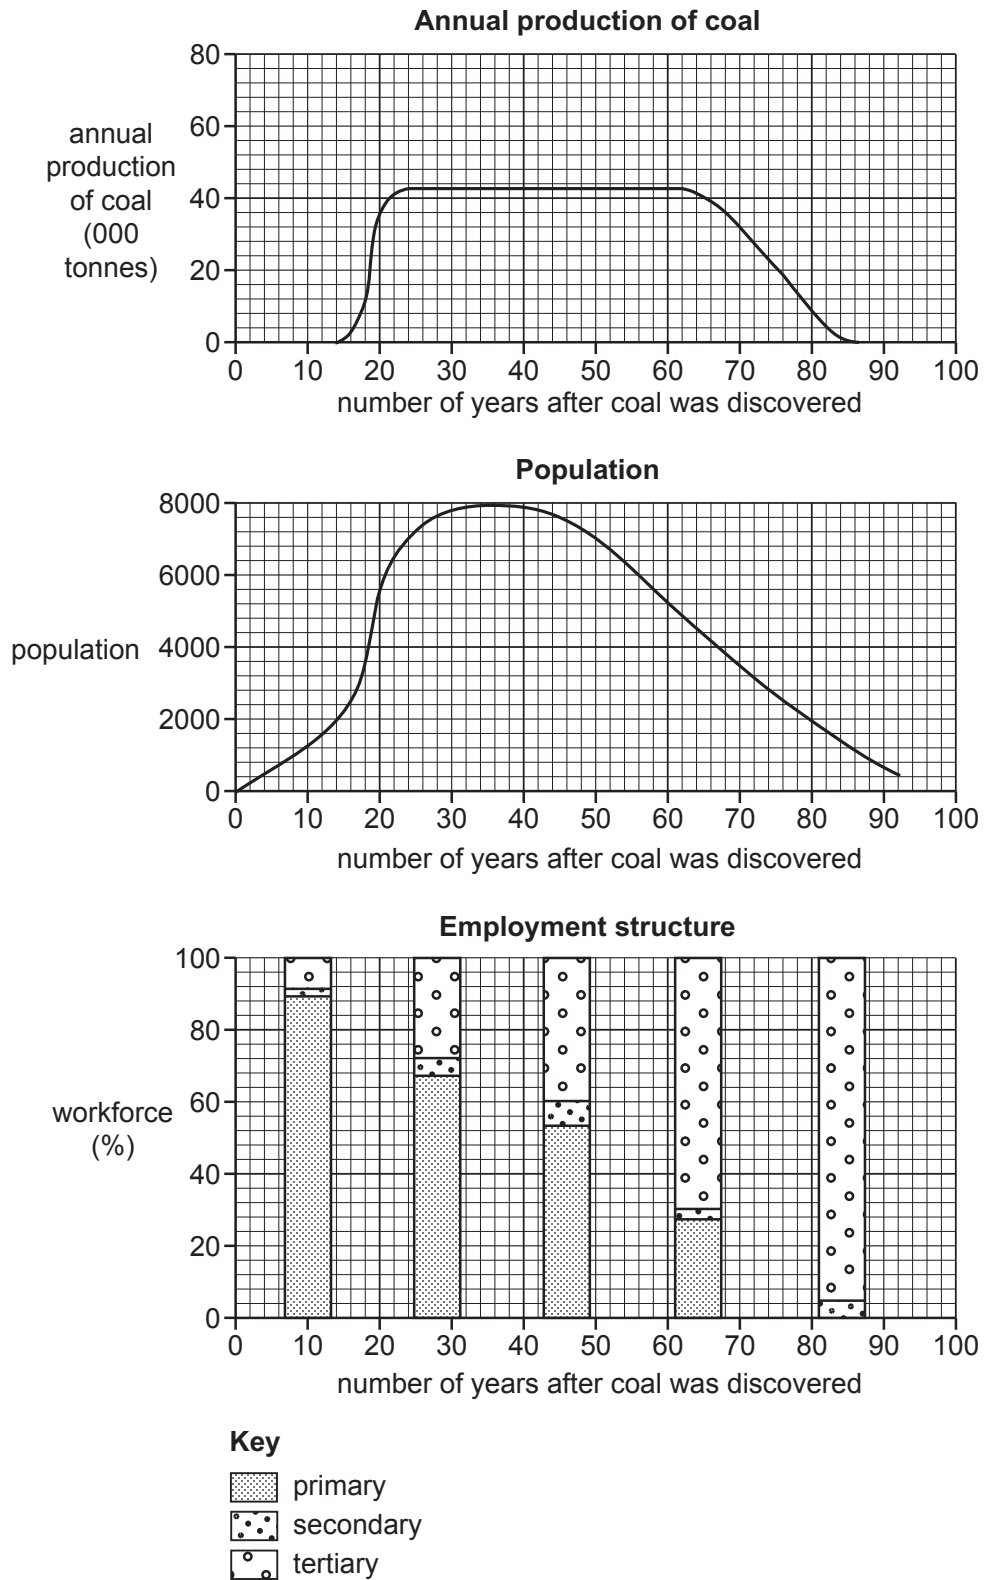 Annual production of coal
80
60
40
20
0
annual
production
of coal
(000
tonnes)
0 10 20 30 40 50 60 70 80 90 100
number of years after coal was discovered
Population
8000
6000
4000
2000
0
population
0 10 20 30 40 50 60 70 80 90 100
number of years after coal was discovered
Employment structure
100
80
60
40
20
0
workforce
(%)
0 10 20 30 40 50 60 70 80 90 100
number of years after coal was discovered
Key
primary
secondary
tertiary